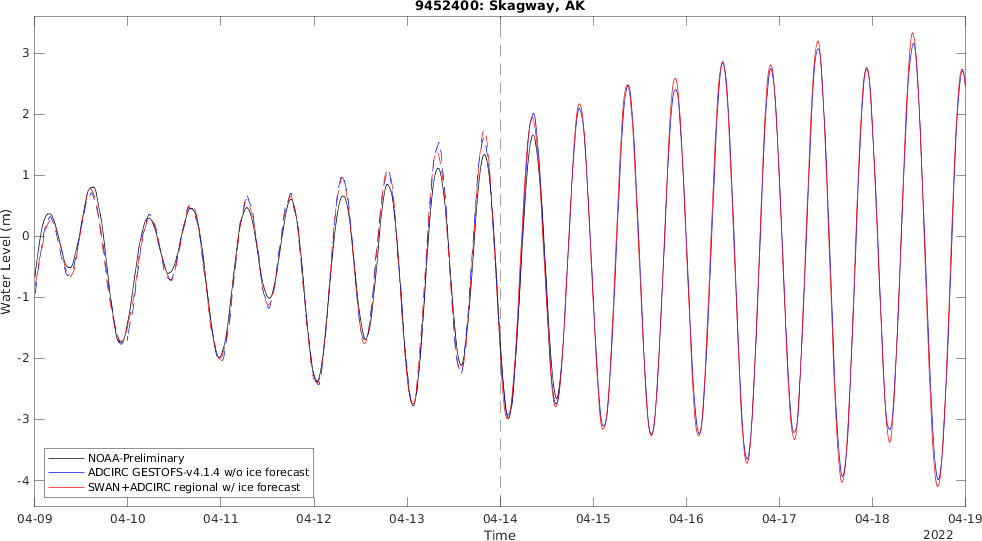 9452400: Skagway, AK
3
2
1
0
-1
-2
-3
-4
Water Level (m)
NOAA-Preliminary
ADCIRC GESTOFS-v4.1.4 w/o ice forecast
SWAN+ADCIRC regional w/ ice forecast
04-09 04-10 04-11 04-12 04-13 04-14 04-15 04-16 04-17 04-18 04-19
Time
2022